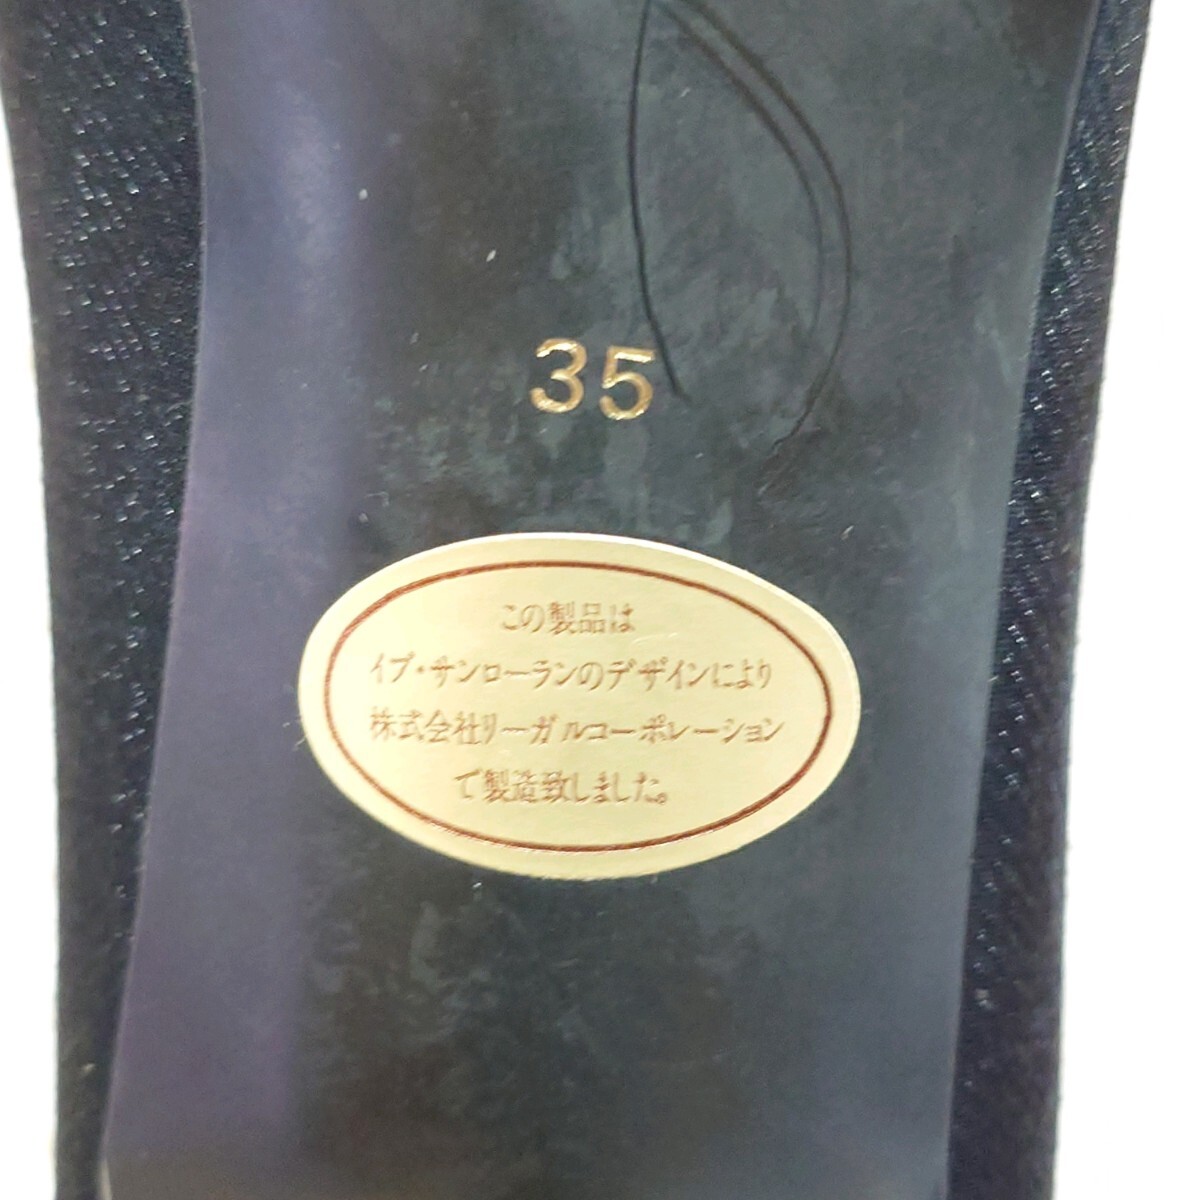 35
この製品は
イブ・サンローランのデザインにより
株式会社リーガルコーポレーション
で製造致しました。